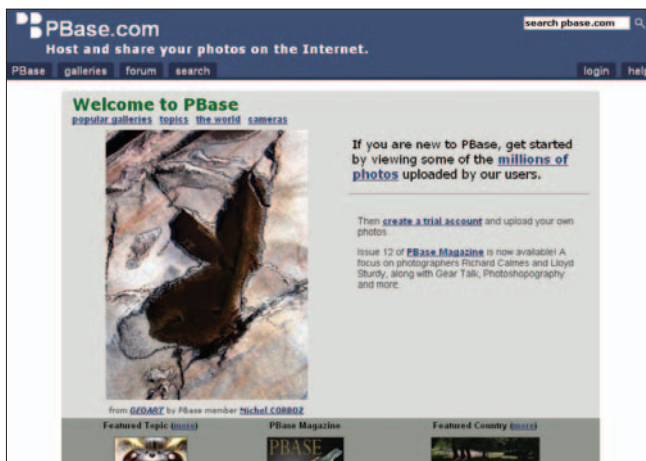 PBase.com
search pbase.com
Host and share your photos on the Internet.
PBase galleries forum search login help
Welcome to PBase
popular galleries topics the world cameras
If you are new to PBase, get started
by viewing some of the millions of
photos uploaded by our users.
Then create a trial account and upload your own
photos.
Issue 12 of PBase Magazine is now available! A
focus on photographers Richard Calmes and Lloyd
Sturdy, along with Gear Talk, Photoshopography
and more.
from GEOART by PBase member Michel CORBOZ
Featured Topic (more) PBase Magazine Featured Country (more)
PBASE